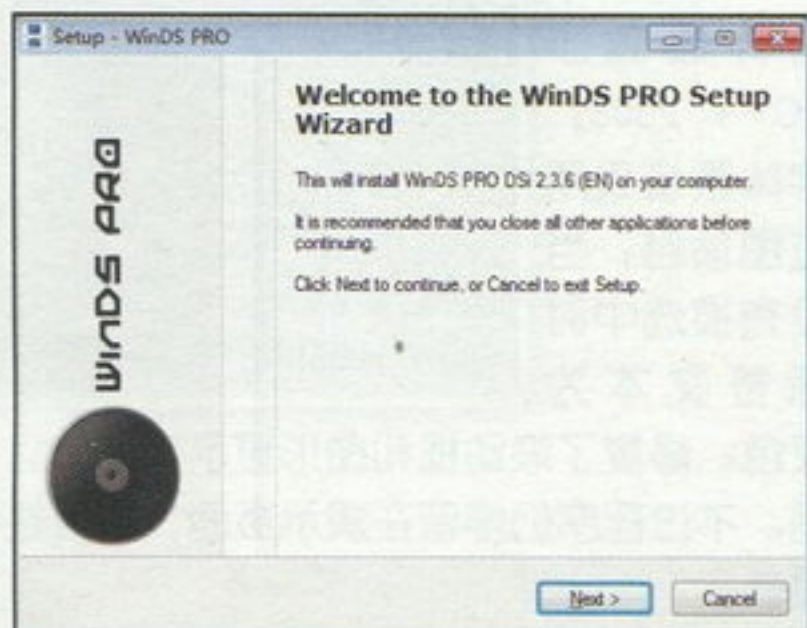 Setup - WinDS PRO
WinDS PRO
Welcome to the WinDS PRO Setup
Wizard
This will install WinDS PRO DSi 2.3.6 (EN) on your computer.
It is recommended that you close all other applications before
continuing.
Click Next to continue, or Cancel to exit Setup.
Next >
Cancel